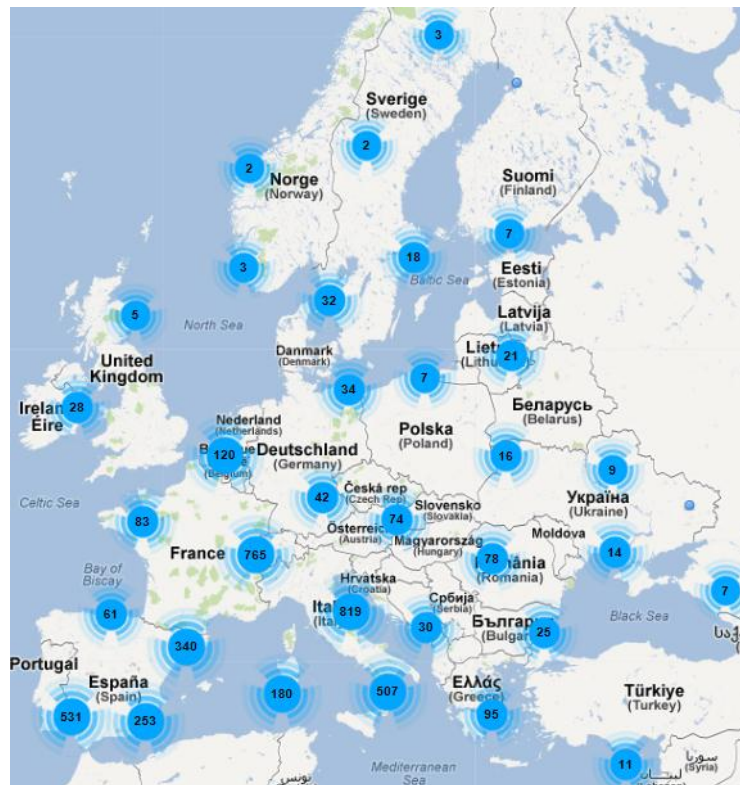 3
Sverige
(Sweden)
2
2
Norge
(Norway)
Suomi
(Finland)
7
18
3
Baltic Sea
Eesti
(Estonia)
32
5
North Sea
Latvija
(Latvia)
Danmark
(Denmark)
21
United
Kingdom
34
7
28
Éire
Беларусь
(Belarus)
Nederland
(Netherlands)
Polska
(Poland)
120
(Belgium)
Deutschland
(Germany)
16
9
Celtic Sea
42
Česká rep
(Czech Rep)
Slovensko
(Slovakia)
Україна
(Ukraine)
83
74
France
765
(Austria)
Magyarország
(Hungary)
Moldova
78
(Romania)
14
Bay of
Biscay
Hrvatska
(Croatia)
7
61
819
Србија
(Serbia)
30
25
Black Sea
340
Portugal
España
(Spain)
180
507
Ελλάς
(Greece)
95
Türkiye
(Turkey)
531
253
11
سوريا
(Syria)
Mediterranean
Sea
تونس